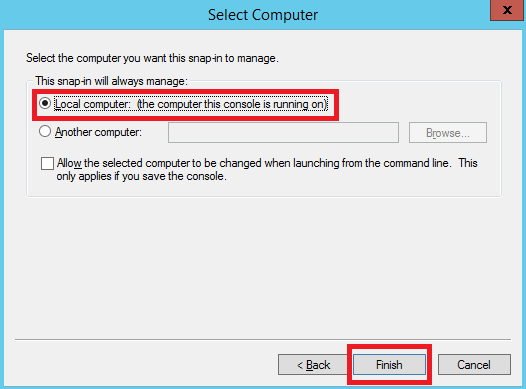 Select Computer
x
Select the computer you want this snap-in to manage.
This snap-in will always manage:
Local computer: (the computer this console is running on)
Another computer:
Browse...
Allow the selected computer to be changed when launching from the command line. This
only applies if you save the console.
< Back
Finish
Cancel